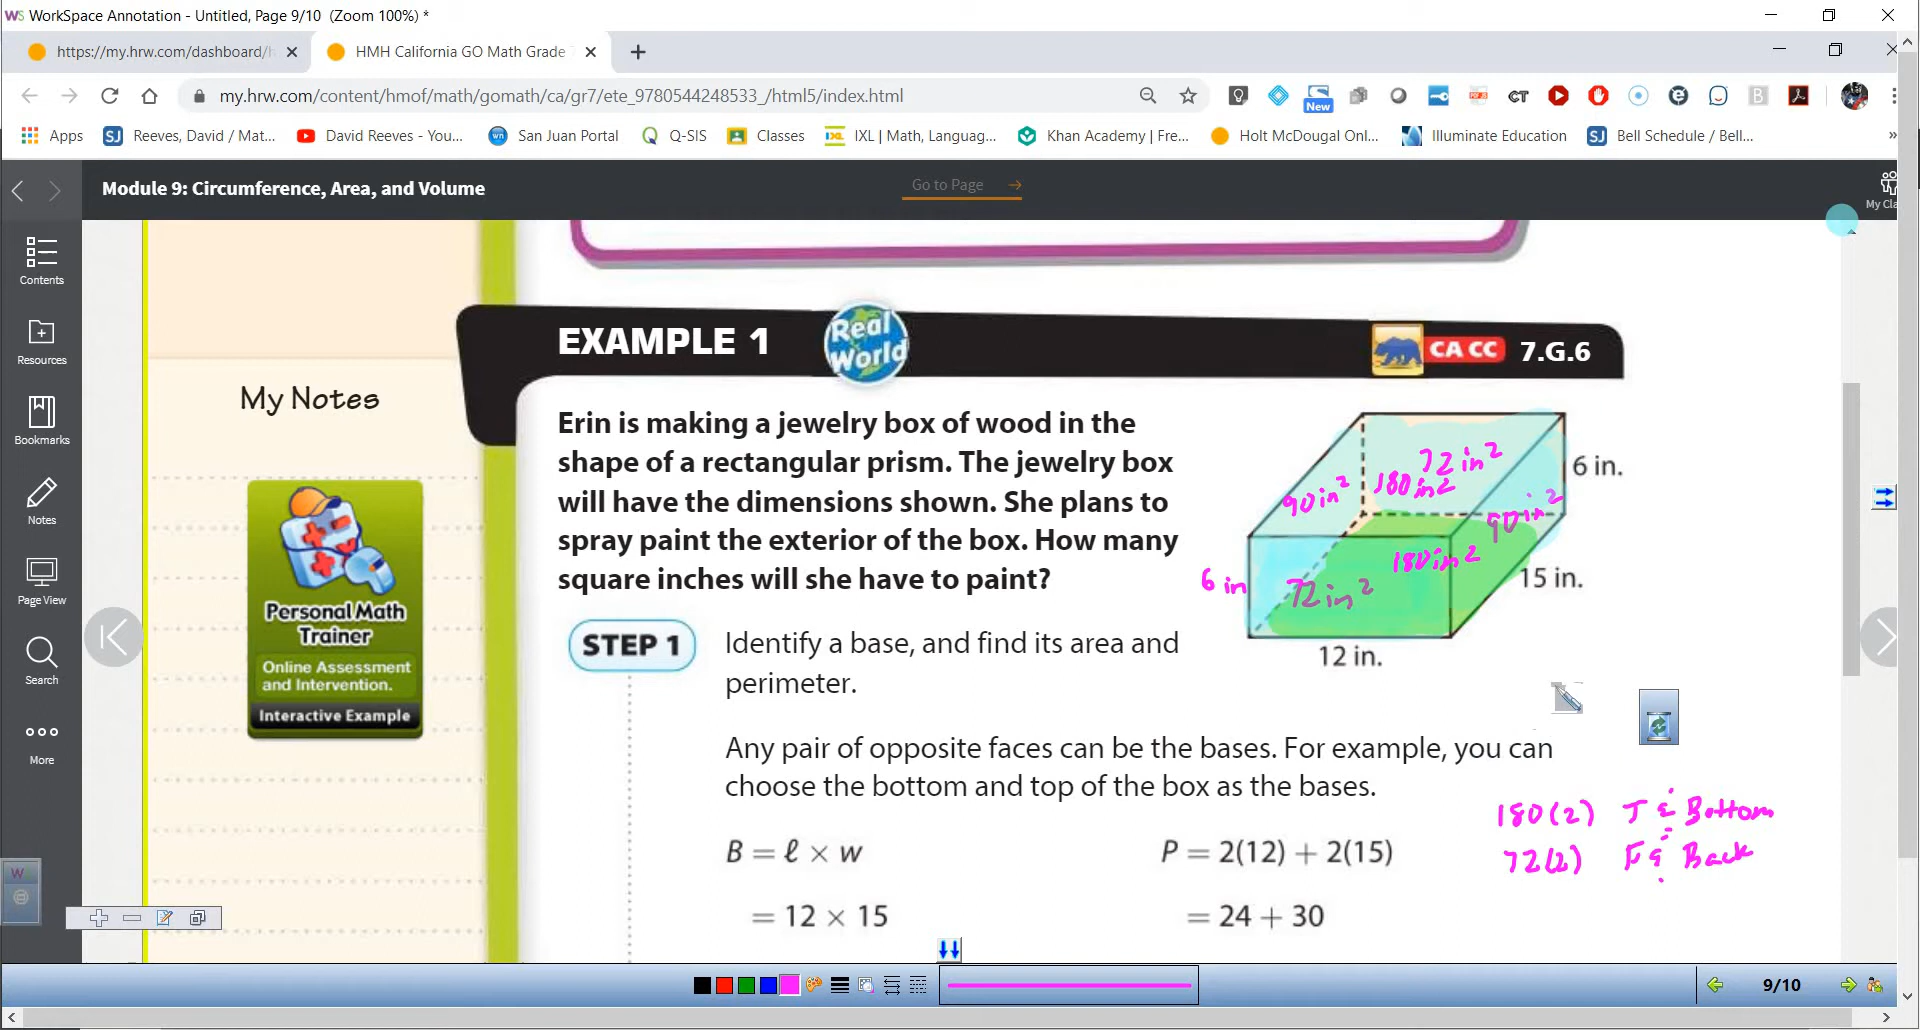 WS WorkSpace Annotation - Untitled, Page 9/10 (Zoom 100%) *
https://my.hrw.com/dashboard/h
HMH California GO Math Grade 7
my.hrw.com/content/hmof/math/gomath/ca/gr7/ete_9780544248533_/html5/index.html
New
CT
B
Apps
SJ Reeves, David / Mat...
David Reeves - You...
wn San Juan Portal
Q-SIS
Classes
IXL IXL | Math, Languag...
Khan Academy | Fre...
Holt McDougal Onl...
Illuminate Education
SJ Bell Schedule / Bell...
»
Module 9: Circumference, Area, and Volume
Go to Page →
My Cla
Contents
Resources
Bookmarks
Notes
Page View
Search
More
My Notes
Personal Math
Trainer
Online Assessment
and Intervention.
Interactive Example
EXAMPLE 1
Real
World
CA CC
7.G.6
Erin is making a jewelry box of wood in the
shape of a rectangular prism. The jewelry box
will have the dimensions shown. She plans to
spray paint the exterior of the box. How many
square inches will she have to paint?
72 in²
6 in.
90 in²
180 in²
90 in²
180 in²
6 in
72 in²
15 in.
12 in.
STEP 1
Identify a base, and find its area and
perimeter.
Any pair of opposite faces can be the bases. For example, you can
choose the bottom and top of the box as the bases.
180(2) T & Bottom
72(2) F & Back
B = ℓ × w
P = 2(12) + 2(15)
= 12 × 15
= 24 + 30
W
9/10